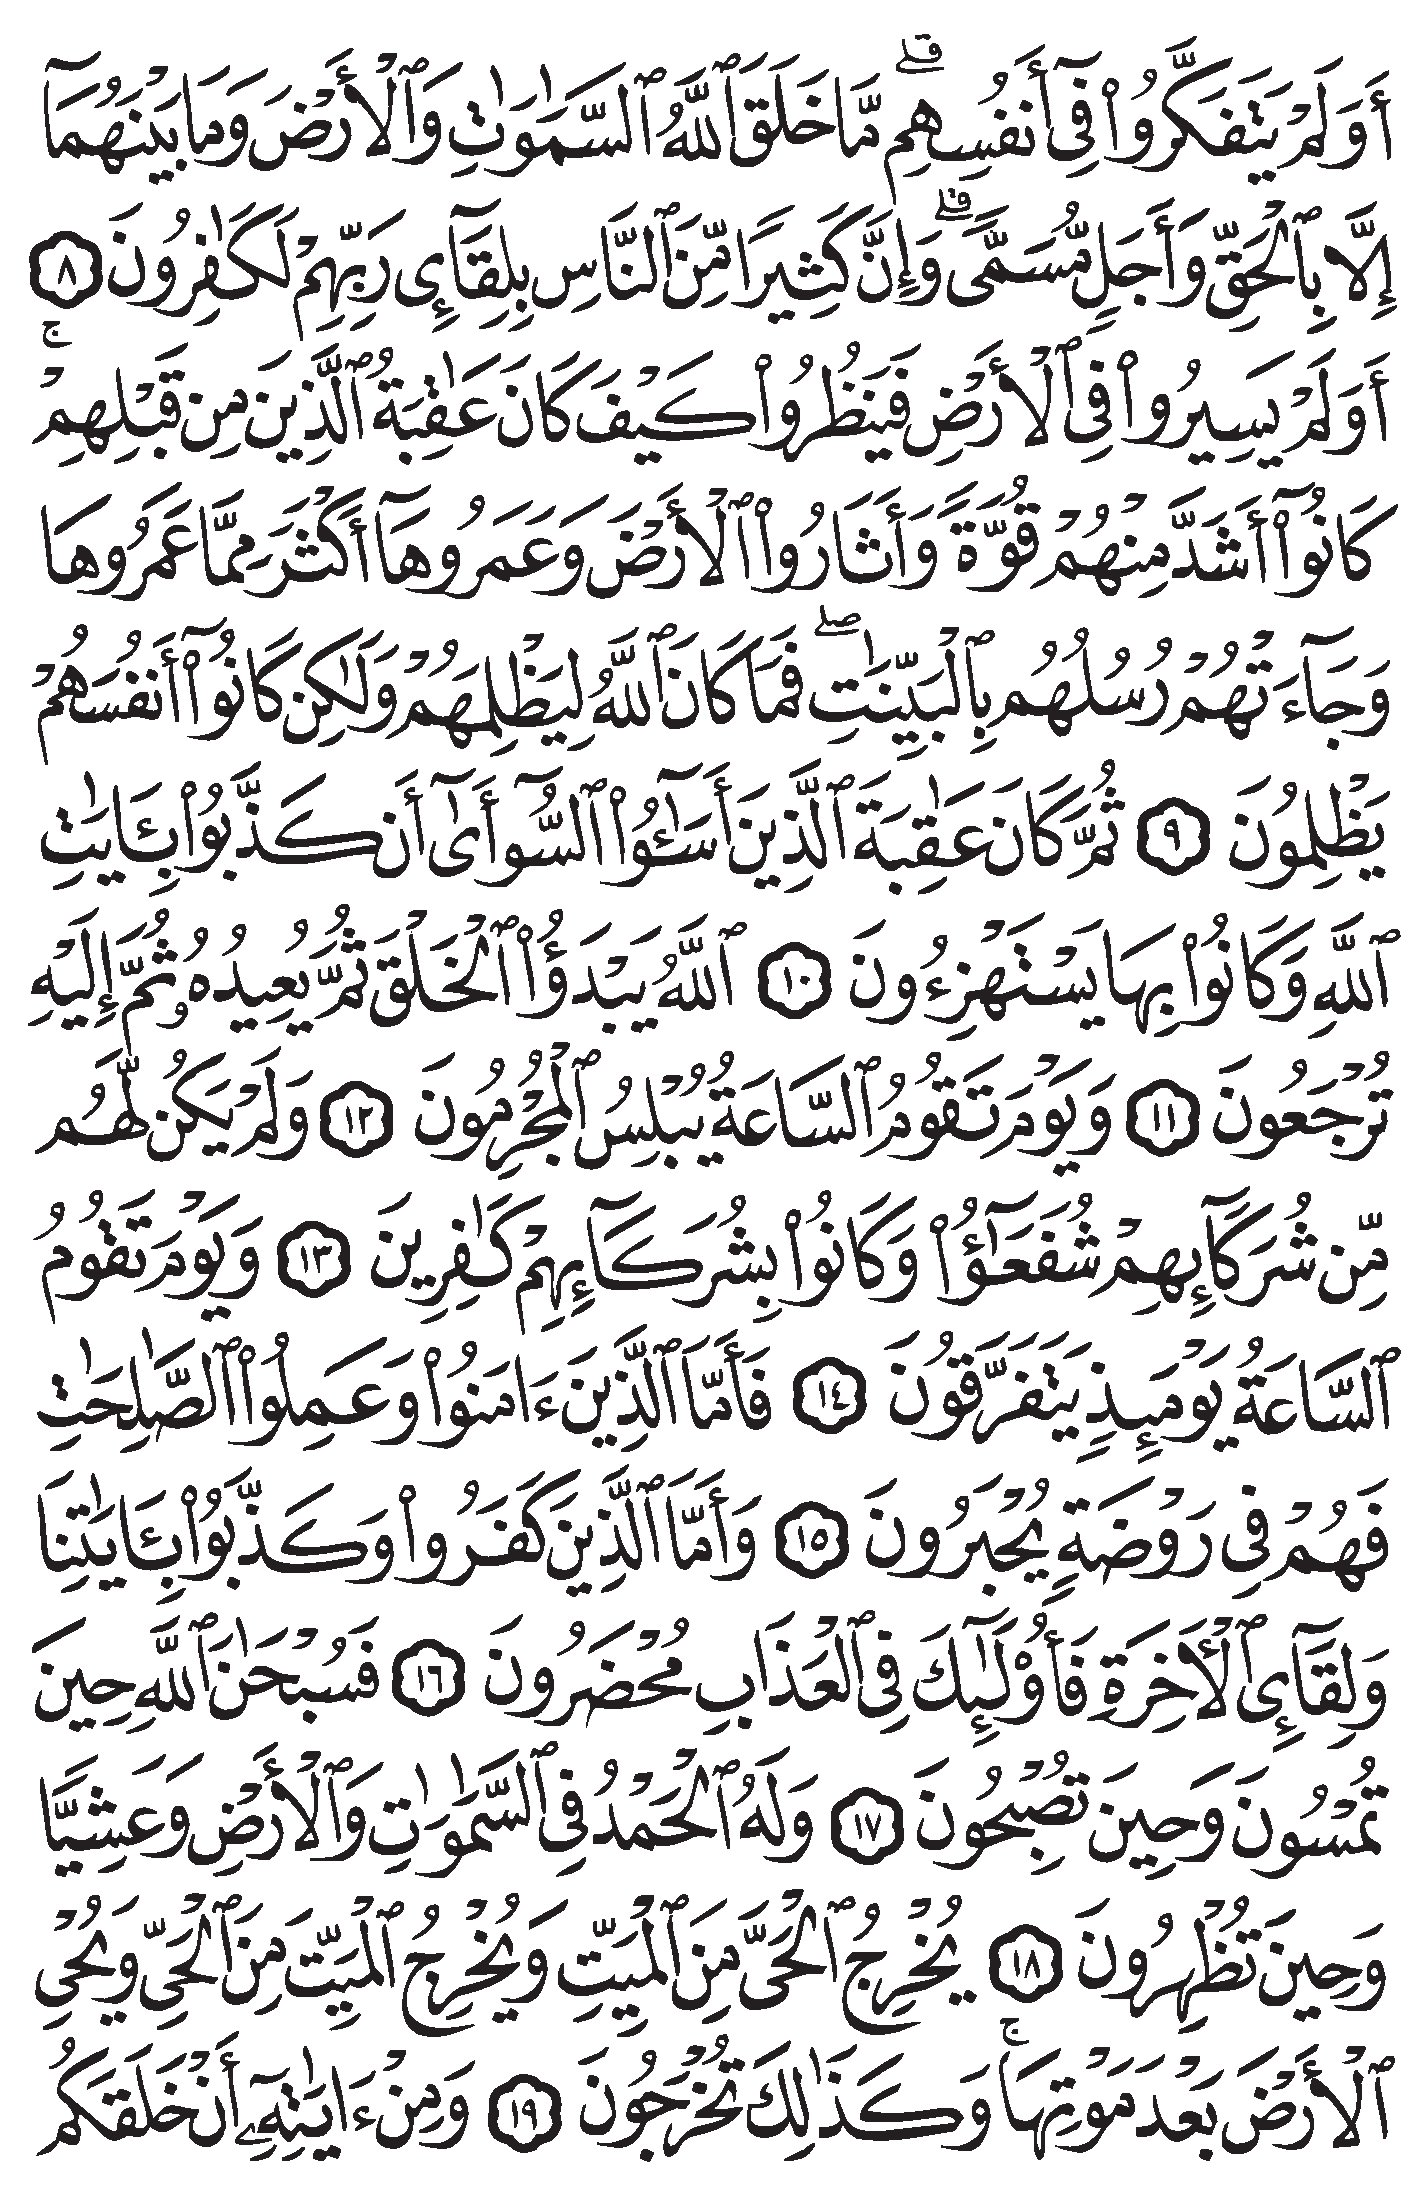 أَوَلَمْ يَتَفَكَّرُوا۟ فِىٓ أَنفُسِهِم ۗ مَّا خَلَقَ ٱللَّهُ ٱلسَّمَـٰوَٰتِ وَٱلْأَرْضَ وَمَا بَيْنَهُمَآ
إِلَّا بِٱلْحَقِّ وَأَجَلٍ مُّسَمًّى ۗ وَإِنَّ كَثِيرًا مِّنَ ٱلنَّاسِ بِلِقَآئِ رَبِّهِمْ لَكَـٰفِرُونَ ٨
أَوَلَمْ يَسِيرُوا۟ فِى ٱلْأَرْضِ فَيَنظُرُوا۟ كَيْفَ كَانَ عَـٰقِبَةُ ٱلَّذِينَ مِن قَبْلِهِمْ ۚ
كَانُوٓا۟ أَشَدَّ مِنْهُمْ قُوَّةً وَأَثَارُوا۟ ٱلْأَرْضَ وَعَمَرُوهَآ أَكْثَرَ مِمَّا عَمَرُوهَا
وَجَآءَتْهُمْ رُسُلُهُم بِٱلْبَيِّنَـٰتِ ۖ فَمَا كَانَ ٱللَّهُ لِيَظْلِمَهُمْ وَلَـٰكِن كَانُوٓا۟ أَنفُسَهُمْ
يَظْلِمُونَ ٩ ثُمَّ كَانَ عَـٰقِبَةَ ٱلَّذِينَ أَسَـٰٓـُٔوا۟ ٱلسُّوٓأَىٰٓ أَن كَذَّبُوا۟ بِـَٔايَـٰتِ
ٱللَّهِ وَكَانُوا۟ بِهَا يَسْتَهْزِءُونَ ١٠ ٱللَّهُ يَبْدَؤُا۟ ٱلْخَلْقَ ثُمَّ يُعِيدُهُۥ ثُمَّ إِلَيْهِ
تُرْجَعُونَ ١١ وَيَوْمَ تَقُومُ ٱلسَّاعَةُ يُبْلِسُ ٱلْمُجْرِمُونَ ١٢ وَلَمْ يَكُن لَّهُم
مِّن شُرَكَآئِهِمْ شُفَعَـٰٓؤُا۟ وَكَانُوا۟ بِشُرَكَآئِهِمْ كَـٰفِرِينَ ١٣ وَيَوْمَ تَقُومُ
ٱلسَّاعَةُ يَوْمَئِذٍ يَتَفَرَّقُونَ ١٤ فَأَمَّا ٱلَّذِينَ ءَامَنُوا۟ وَعَمِلُوا۟ ٱلصَّـٰلِحَـٰتِ
فَهُمْ فِى رَوْضَةٍ يُحْبَرُونَ ١٥ وَأَمَّا ٱلَّذِينَ كَفَرُوا۟ وَكَذَّبُوا۟ بِـَٔايَـٰتِنَا
وَلِقَآئِ ٱلْـَٔاخِرَةِ فَأُو۟لَـٰٓئِكَ فِى ٱلْعَذَابِ مُحْضَرُونَ ١٦ فَسُبْحَـٰنَ ٱللَّهِ حِينَ
تُمْسُونَ وَحِينَ تُصْبِحُونَ ١٧ وَلَهُ ٱلْحَمْدُ فِى ٱلسَّمَـٰوَٰتِ وَٱلْأَرْضِ وَعَشِيًّا
وَحِينَ تُظْهِرُونَ ١٨ يُخْرِجُ ٱلْحَىَّ مِنَ ٱلْمَيِّتِ وَيُخْرِجُ ٱلْمَيِّتَ مِنَ ٱلْحَىِّ وَيُحْىِ
ٱلْأَرْضَ بَعْدَ مَوْتِهَا ۚ وَكَذَٰلِكَ تُخْرَجُونَ ١٩ وَمِنْ ءَايَـٰتِهِۦٓ أَنْ خَلَقَكُم